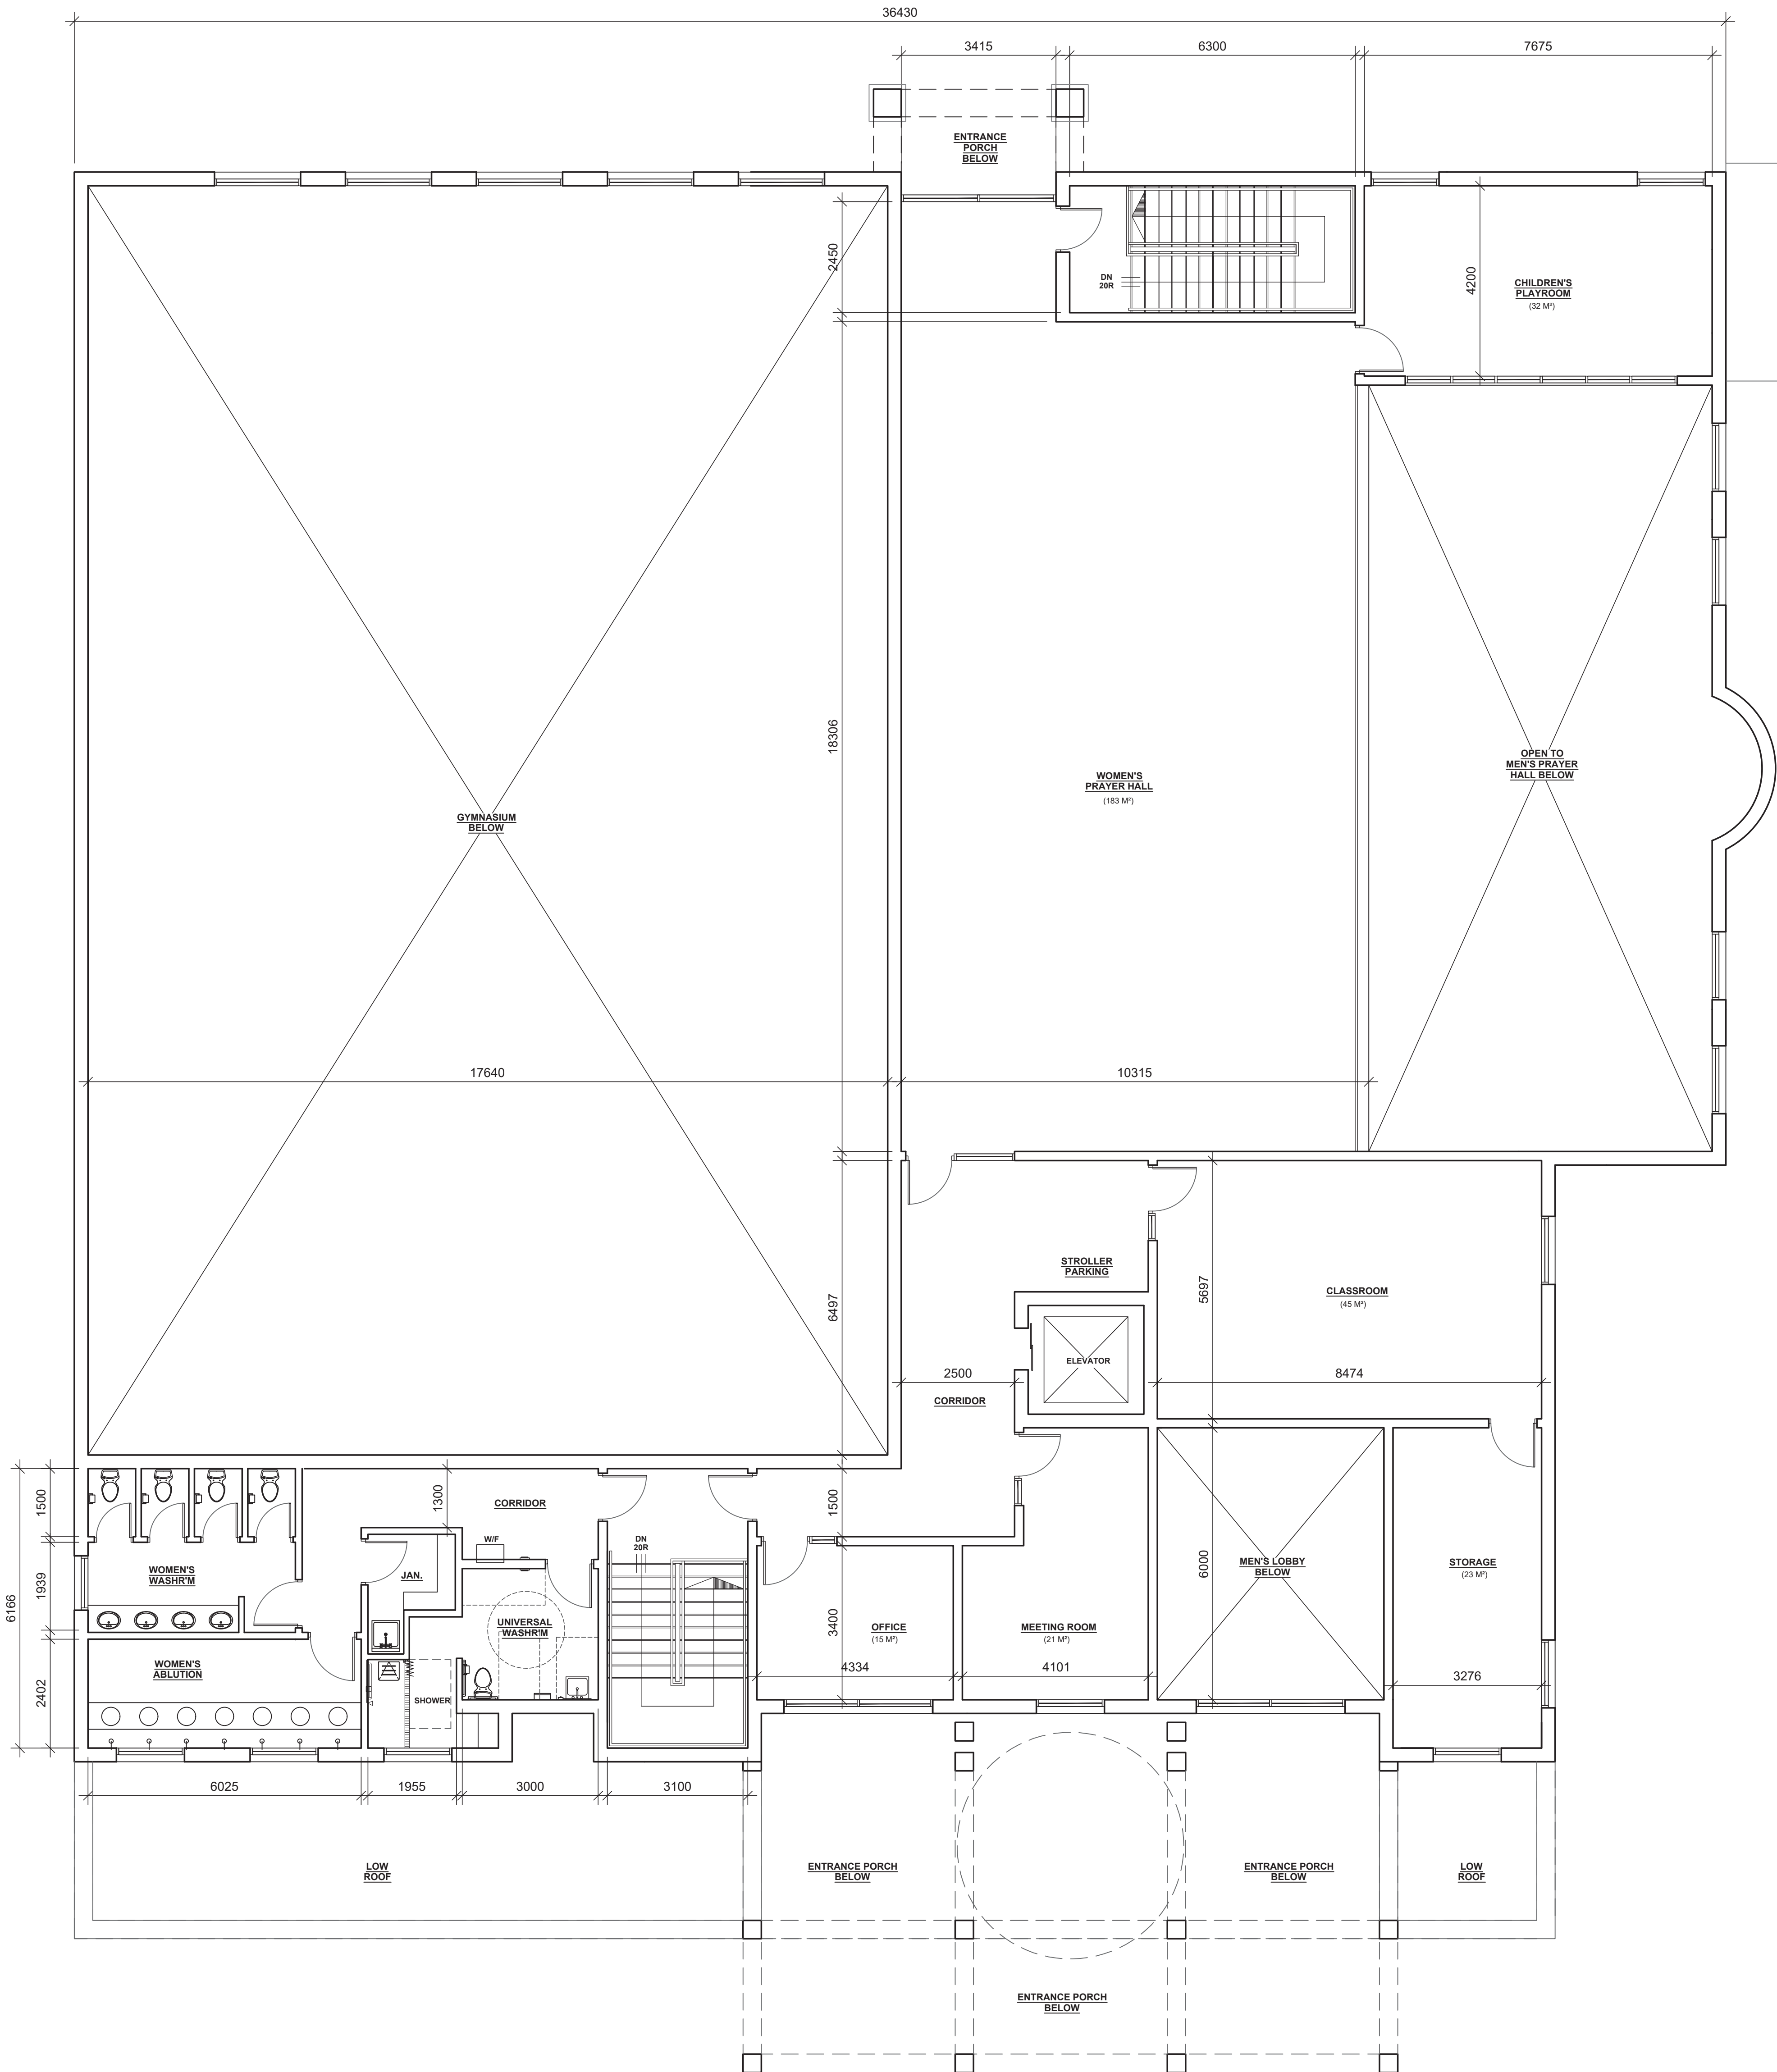 36430
3415
6300
7675
ENTRANCE
PORCH
BELOW
2450
DN
20R
4200
CHILDREN'S
PLAYROOM
(32 M²)
18306
WOMEN'S
PRAYER HALL
(183 M²)
OPEN TO
MEN'S PRAYER
HALL BELOW
GYMNASIUM
BELOW
17640
10315
STROLLER
PARKING
6497
5697
CLASSROOM
(45 M²)
ELEVATOR
2500
8474
CORRIDOR
6166
1500
1300
CORRIDOR
1500
W/F
DN
20R
1939
WOMEN'S
WASHR'M
JAN.
6000
MEN'S LOBBY
BELOW
STORAGE
(23 M²)
UNIVERSAL
WASHR'M
3400
OFFICE
(15 M²)
MEETING ROOM
(21 M²)
2402
WOMEN'S
ABLUTION
SHOWER
4334
4101
3276
6025
1955
3000
3100
LOW
ROOF
ENTRANCE PORCH
BELOW
ENTRANCE PORCH
BELOW
LOW
ROOF
ENTRANCE PORCH
BELOW